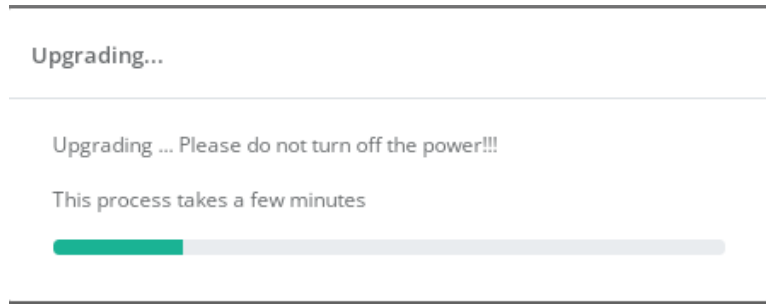 Upgrading...
Upgrading ... Please do not turn off the power!!!
This process takes a few minutes